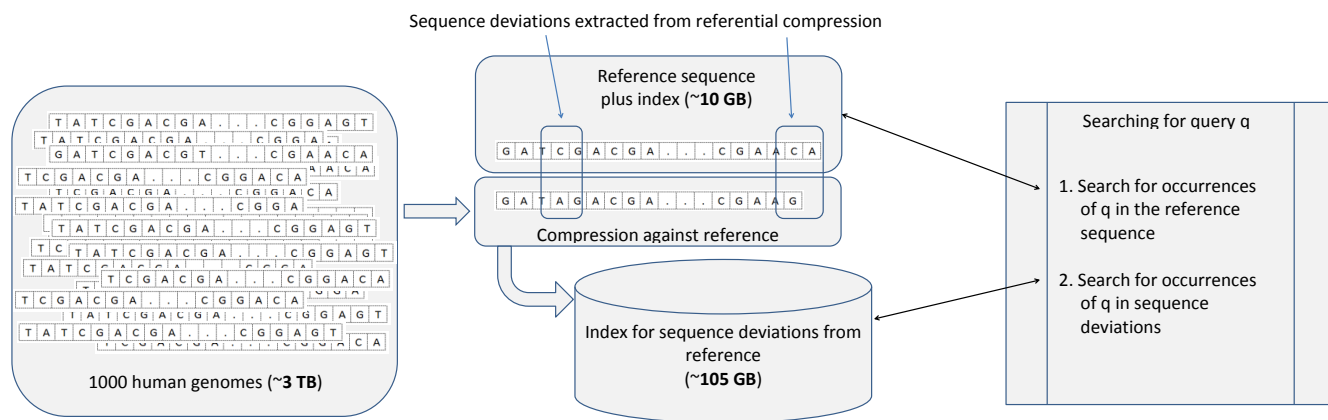 Sequence deviations extracted from referential compression
T A T C G A C G A . . . C G G A G T
T A T C G A C G A . . . C G G A
G A T C G A C G T . . . C G A A C A
A C A
T C G A C G A . . . C G G A C A
T C G A C G A . . . C G G A C A
T A T C G A C G A . . . C G G A
T A T C G A C G A . . . C G G A G T
T C
T A T C G A C G A . . . C G G A G T
T A T C G A C G A . . . C G G A
T C G A C G A . . . C G G A C A
G A
T C G A C G A . . . C G G A C A
T A T C G A C G A . . . C G G A G T
T A T C G A C G A . . . C G G A G T
T C G A C G A . . . C G G A C A
1000 human genomes (~3 TB)
Reference sequence
plus index (~10 GB)
G A T C G A C G A . . . C G A A C A
G A T A G A C G A . . . C G A A G
Compression against reference
Index for sequence deviations from
reference
(~105 GB)
Searching for query q
1. Search for occurrences
of q in the reference
sequence
2. Search for occurrences
of q in sequence
deviations